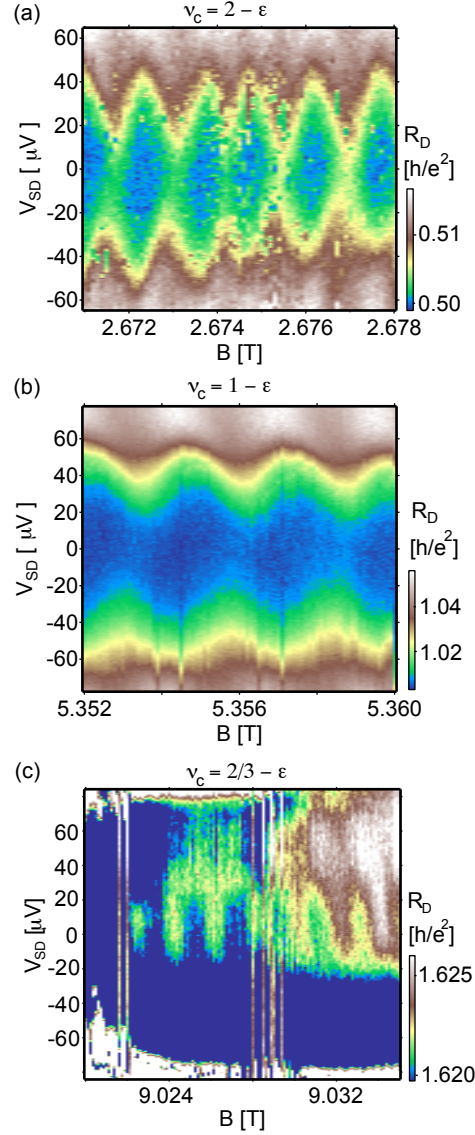 (a)
ν_c = 2 − ε
60
40
20
0
-20
-40
-60
V_SD [ μV]
2.672
2.674
2.676
2.678
B [T]
R_D
[h/e²]
0.51
0.50
(b)
ν_c = 1 − ε
60
40
20
0
-20
-40
-60
V_SD [ μV ]
5.352
5.356
5.360
B [T]
R_D
[h/e²]
1.04
1.02
(c)
ν_c = 2/3 − ε
60
40
20
0
-20
-40
-60
V_SD [μV]
9.024
9.032
B [T]
R_D
[h/e²]
1.625
1.620